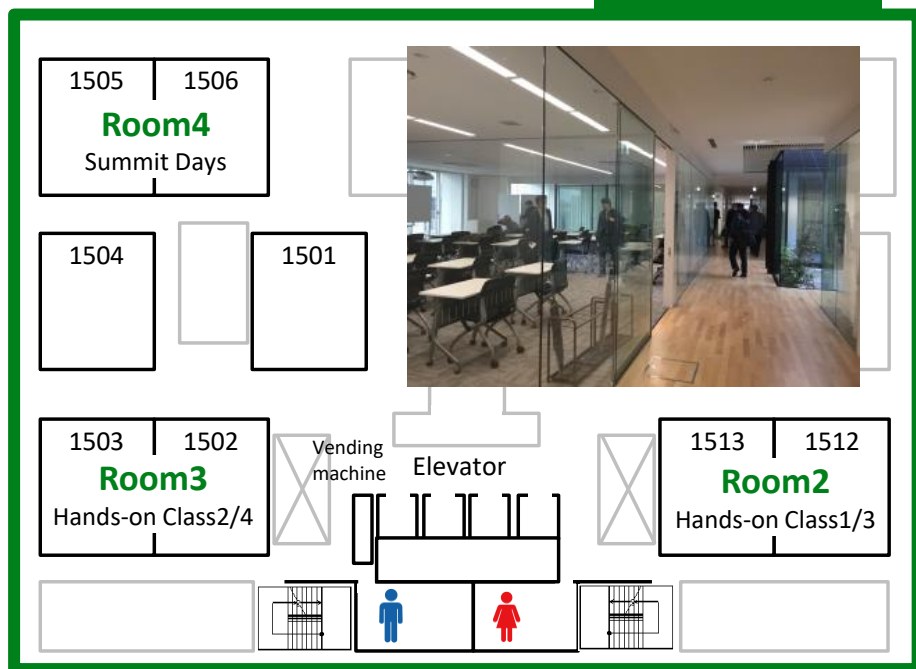 1505 1506
Room4
Summit Days
1504 1501
1503 1502
Room3
Hands-on Class2/4
Vending
machine
Elevator
1513 1512
Room2
Hands-on Class1/3